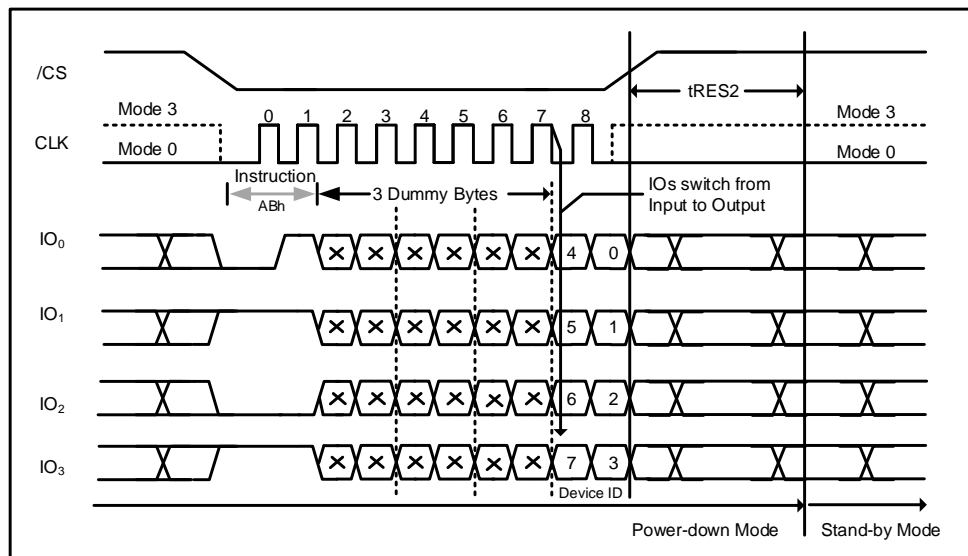 /CS
tRES2
Mode 3
0 1 2 3 4 5 6 7 8
Mode 3
CLK
Mode 0
Mode 0
Instruction
ABh
3 Dummy Bytes
IOs switch from
Input to Output
IO0
4 0
IO1
5 1
IO2
6 2
IO3
7 3
Device ID
Power-down Mode
Stand-by Mode